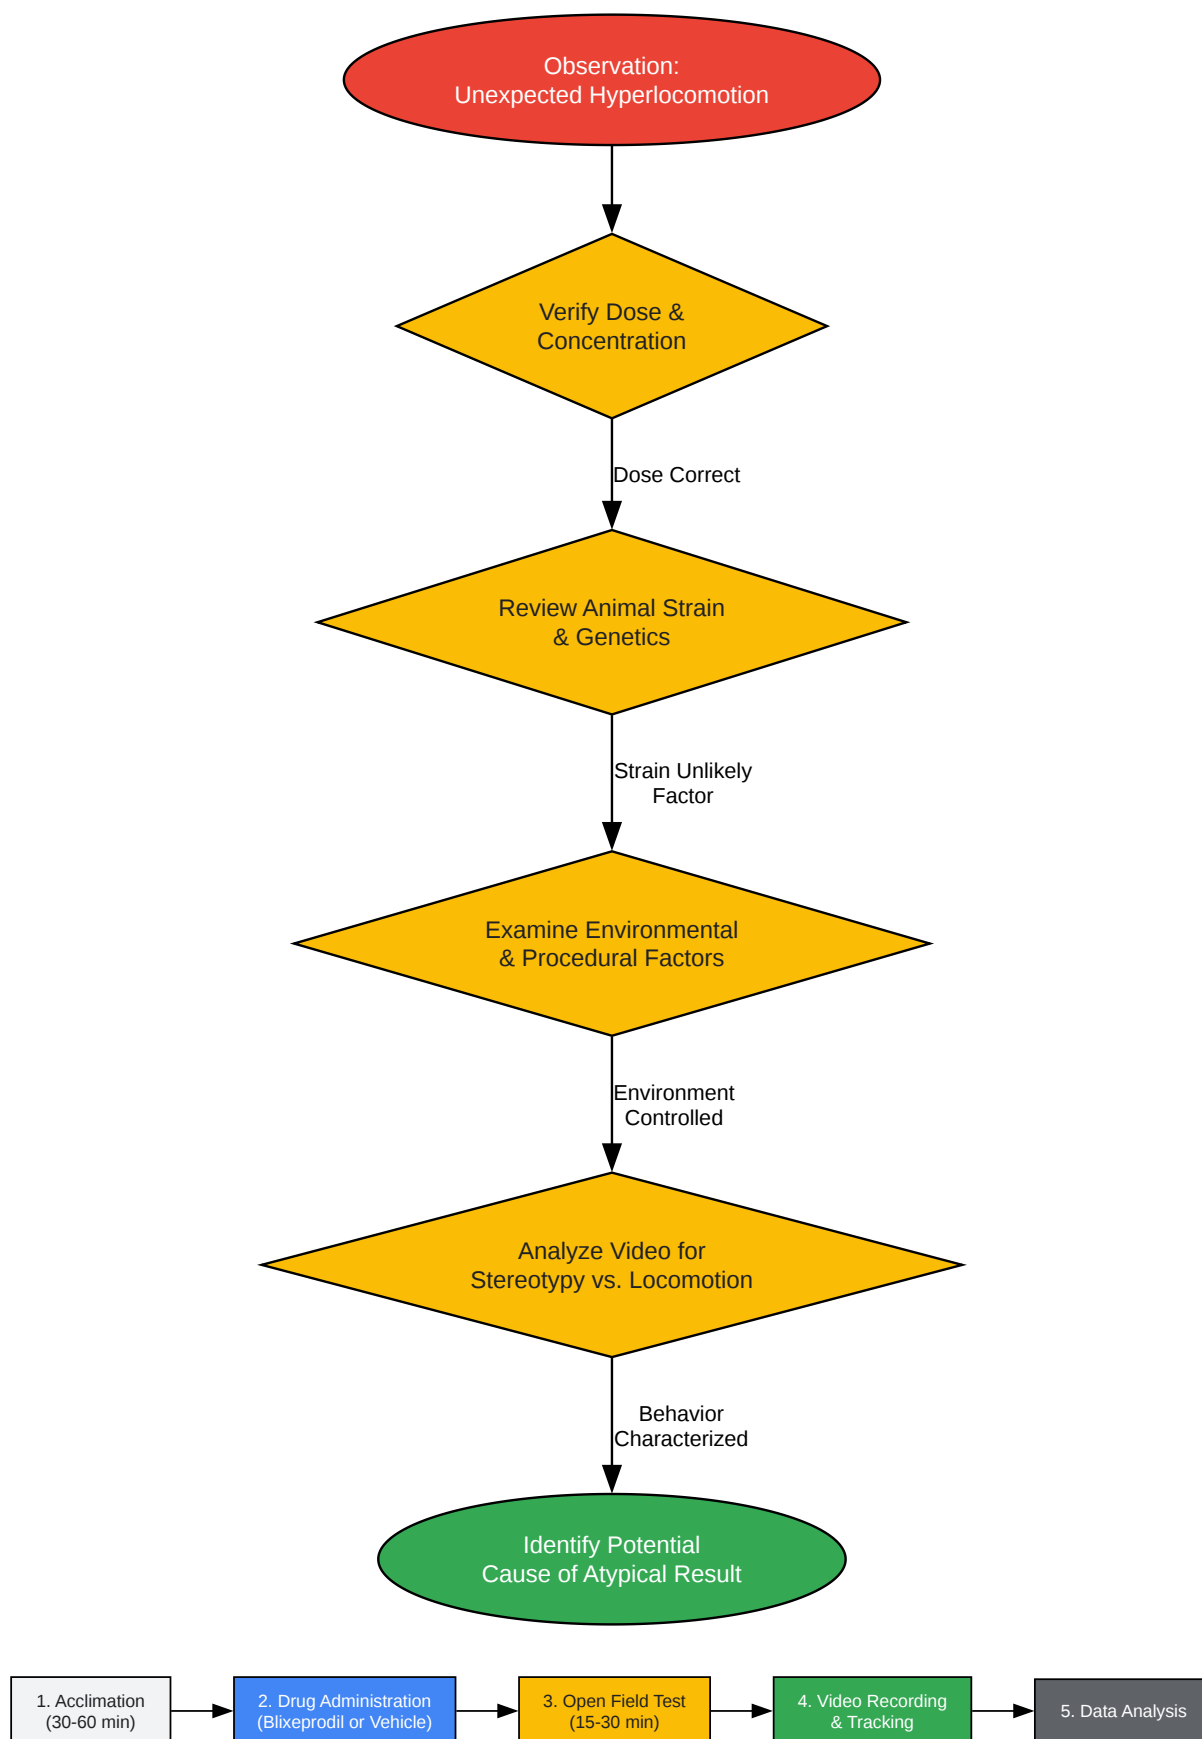 Observation:
Unexpected Hyperlocomotion
Verify Dose &
Concentration
Dose Correct
Review Animal Strain
& Genetics
Strain Unlikely
Factor
Examine Environmental
& Procedural Factors
Environment
Controlled
Analyze Video for
Stereotypy vs. Locomotion
Behavior
Characterized
Identify Potential
Cause of Atypical Result
1. Acclimation
(30-60 min)
2. Drug Administration
(Blixeprodil or Vehicle)
3. Open Field Test
(15-30 min)
4. Video Recording
& Tracking
5. Data Analysis